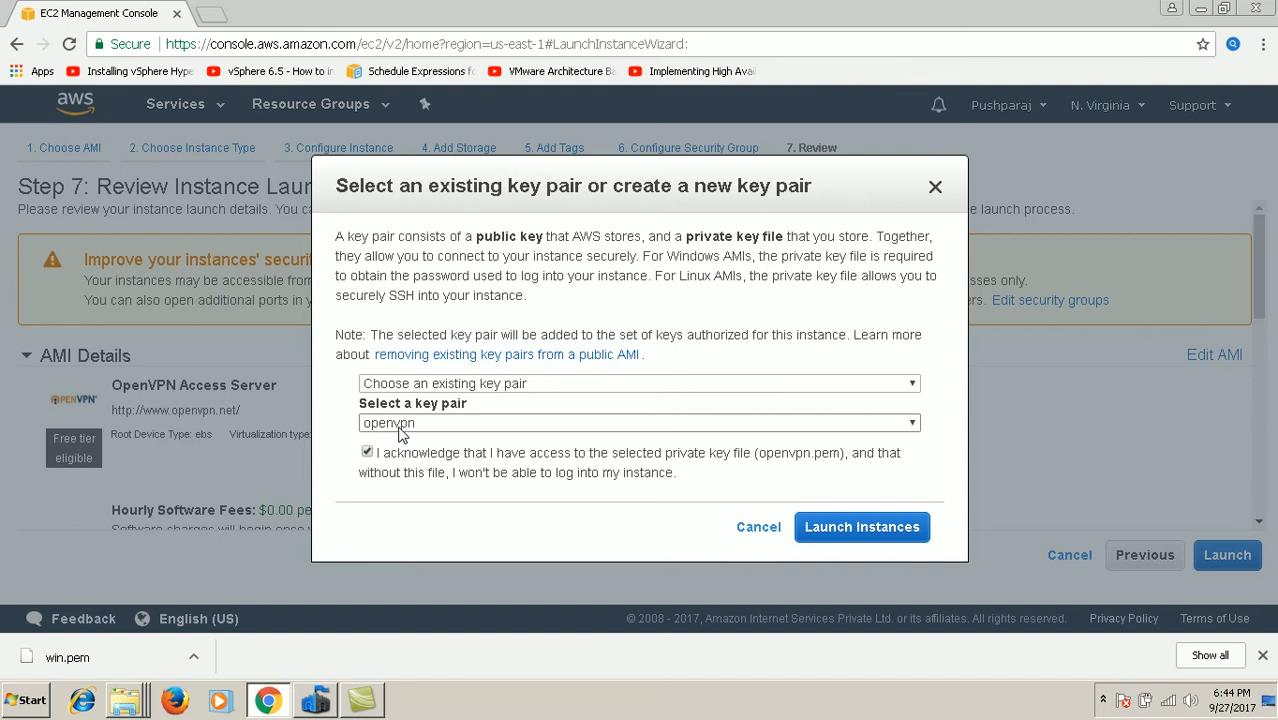 EC2 Management Console
Secure
https://console.aws.amazon.com/ec2/v2/home?region=us-east-1#LaunchInstanceWizard:
Apps
Installing vSphere Hype
vSphere 6.5 - How to in
Schedule Expressions fo
VMware Architecture Ba
Implementing High Avai
aws
Services
Resource Groups
Pushparaj
N. Virginia
Support
1. Choose AMI
2. Choose Instance Type
3. Configure Instance
4. Add Storage
5. Add Tags
6. Configure Security Group
7. Review
Step 7: Review Instance Laun
Please review your instance launch details. You ca
e launch process.
Improve your instances' securi
Your instances may be accessible from
esses only.
You can also open additional ports in y
ers. Edit security groups
AMI Details
Edit AMI
OPENVPN
OpenVPN Access Server
http://www.openvpn.net/
Free tier
eligible
Root Device Type: ebs
Virtualization type:
Hourly Software Fees: $0.00 pe
Software charges will begin once
Select an existing key pair or create a new key pair
A key pair consists of a public key that AWS stores, and a private key file that you store. Together,
they allow you to connect to your instance securely. For Windows AMIs, the private key file is required
to obtain the password used to log into your instance. For Linux AMIs, the private key file allows you to
securely SSH into your instance.
Note: The selected key pair will be added to the set of keys authorized for this instance. Learn more
about removing existing key pairs from a public AMI .
Choose an existing key pair
Select a key pair
openvpn
I acknowledge that I have access to the selected private key file (openvpn.pem), and that
without this file, I won't be able to log into my instance.
Cancel
Launch Instances
Cancel
Previous
Launch
Feedback
English (US)
© 2008 - 2017, Amazon Internet Services Private Ltd. or its affiliates. All rights reserved.
Privacy Policy
Terms of Use
win.pem
Show all
Start
6:44 PM
9/27/2017